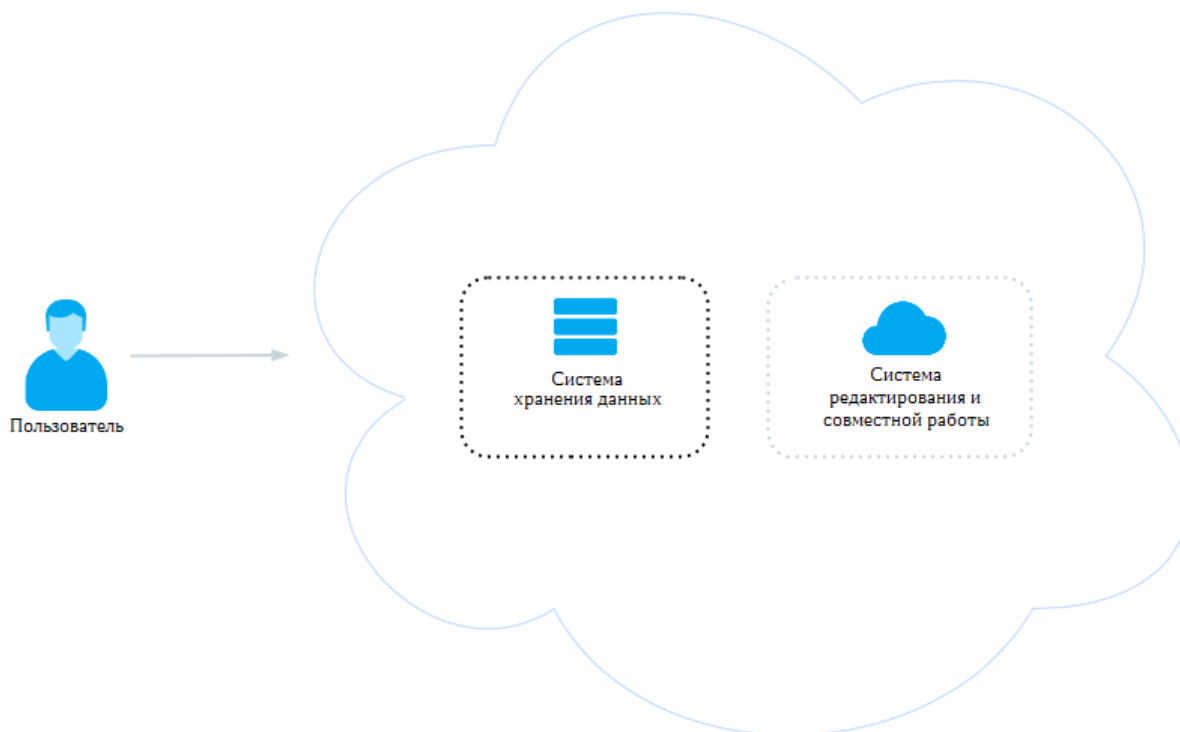 Пользователь
Система
хранения данных
Система
редактирования и
совместной работы